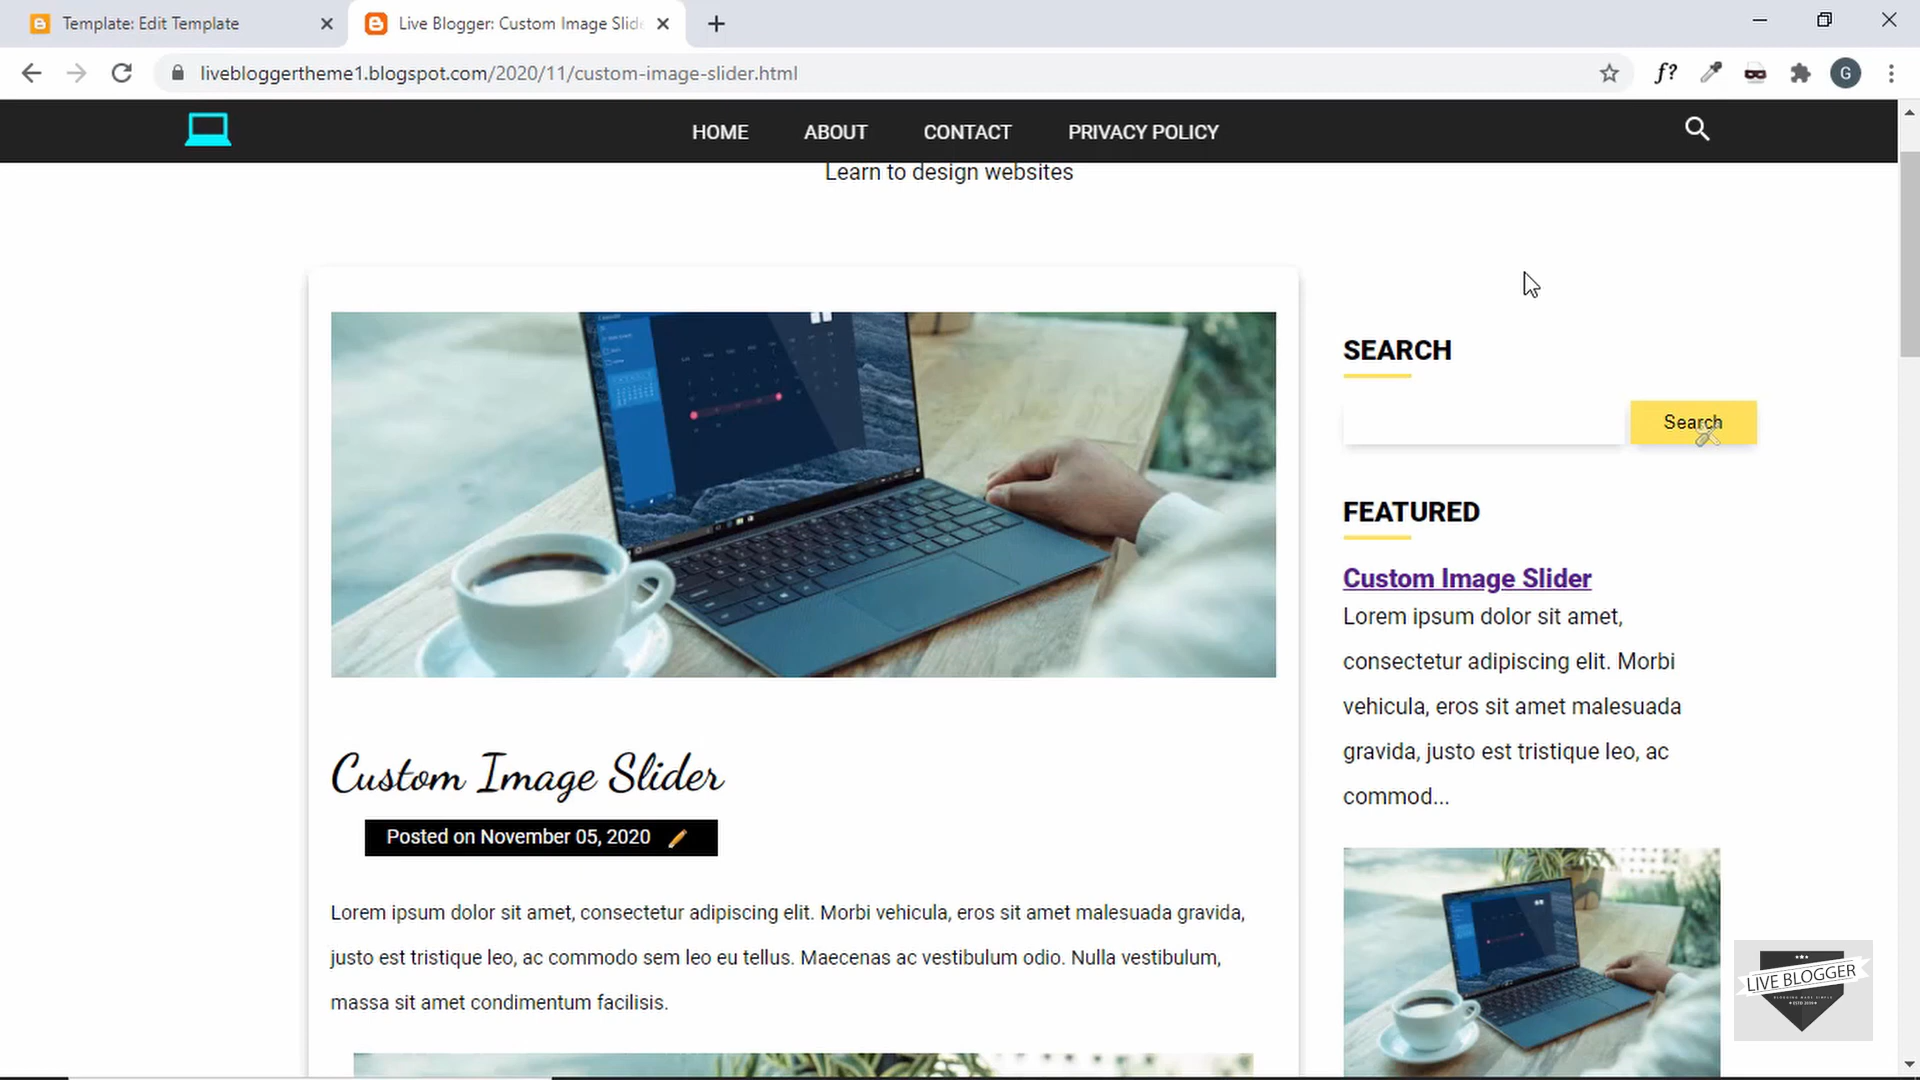 Template: Edit Template
Live Blogger: Custom Image Slid
livebloggertheme1.blogspot.com/2020/11/custom-image-slider.html
f?
G
HOME
ABOUT
CONTACT
PRIVACY POLICY
Learn to design websites
Custom Image Slider
Posted on November 05, 2020
Lorem ipsum dolor sit amet, consectetur adipiscing elit. Morbi vehicula, eros sit amet malesuada gravida,
justo est tristique leo, ac commodo sem leo eu tellus. Maecenas ac vestibulum odio. Nulla vestibulum,
massa sit amet condimentum facilisis.
SEARCH
Search
FEATURED
Custom Image Slider
Lorem ipsum dolor sit amet,
consectetur adipiscing elit. Morbi
vehicula, eros sit amet malesuada
gravida, justo est tristique leo, ac
commod...
LIVE BLOGGER